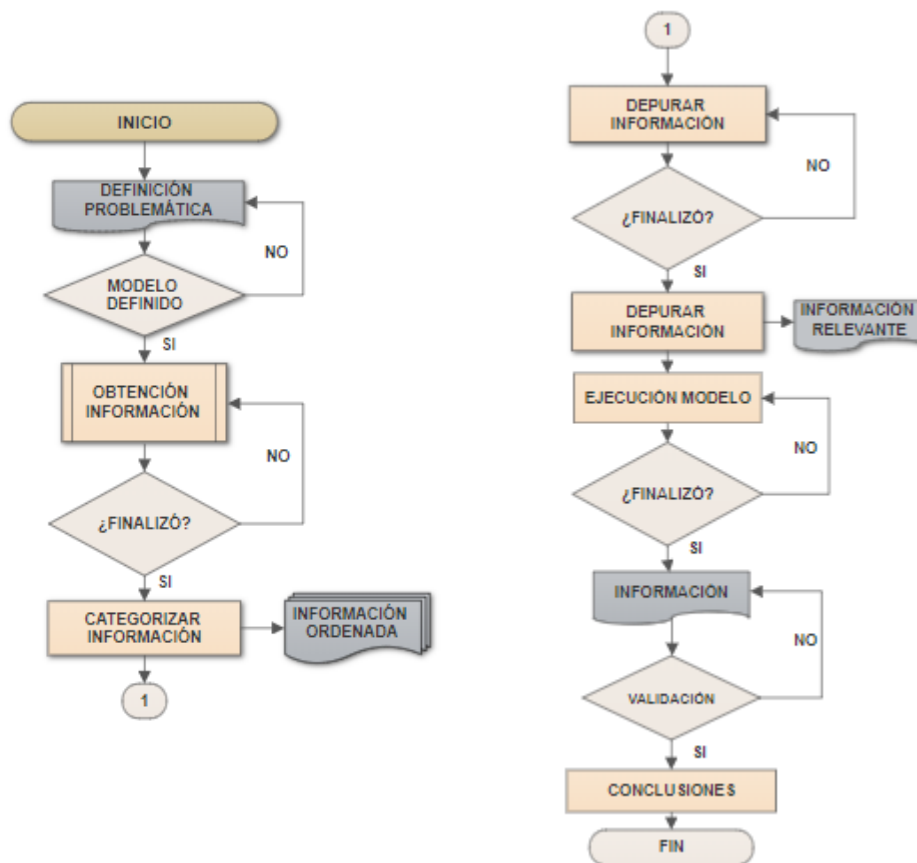 INICIO
DEFINICIÓN
PROBLEMÁTICA
NO
MODELO
DEFINIDO
SI
OBTENCIÓN
INFORMACIÓN
NO
¿FINALIZÓ?
SI
CATEGORIZAR
INFORMACIÓN
INFORMACIÓN
ORDENADA
1
1
DEPURAR
INFORMACIÓN
NO
¿FINALIZÓ?
SI
DEPURAR
INFORMACIÓN
INFORMACIÓN
RELEVANTE
EJECUCIÓN MODELO
NO
¿FINALIZÓ?
SI
INFORMACIÓN
NO
VALIDACIÓN
SI
CONCLUSIONES
FIN